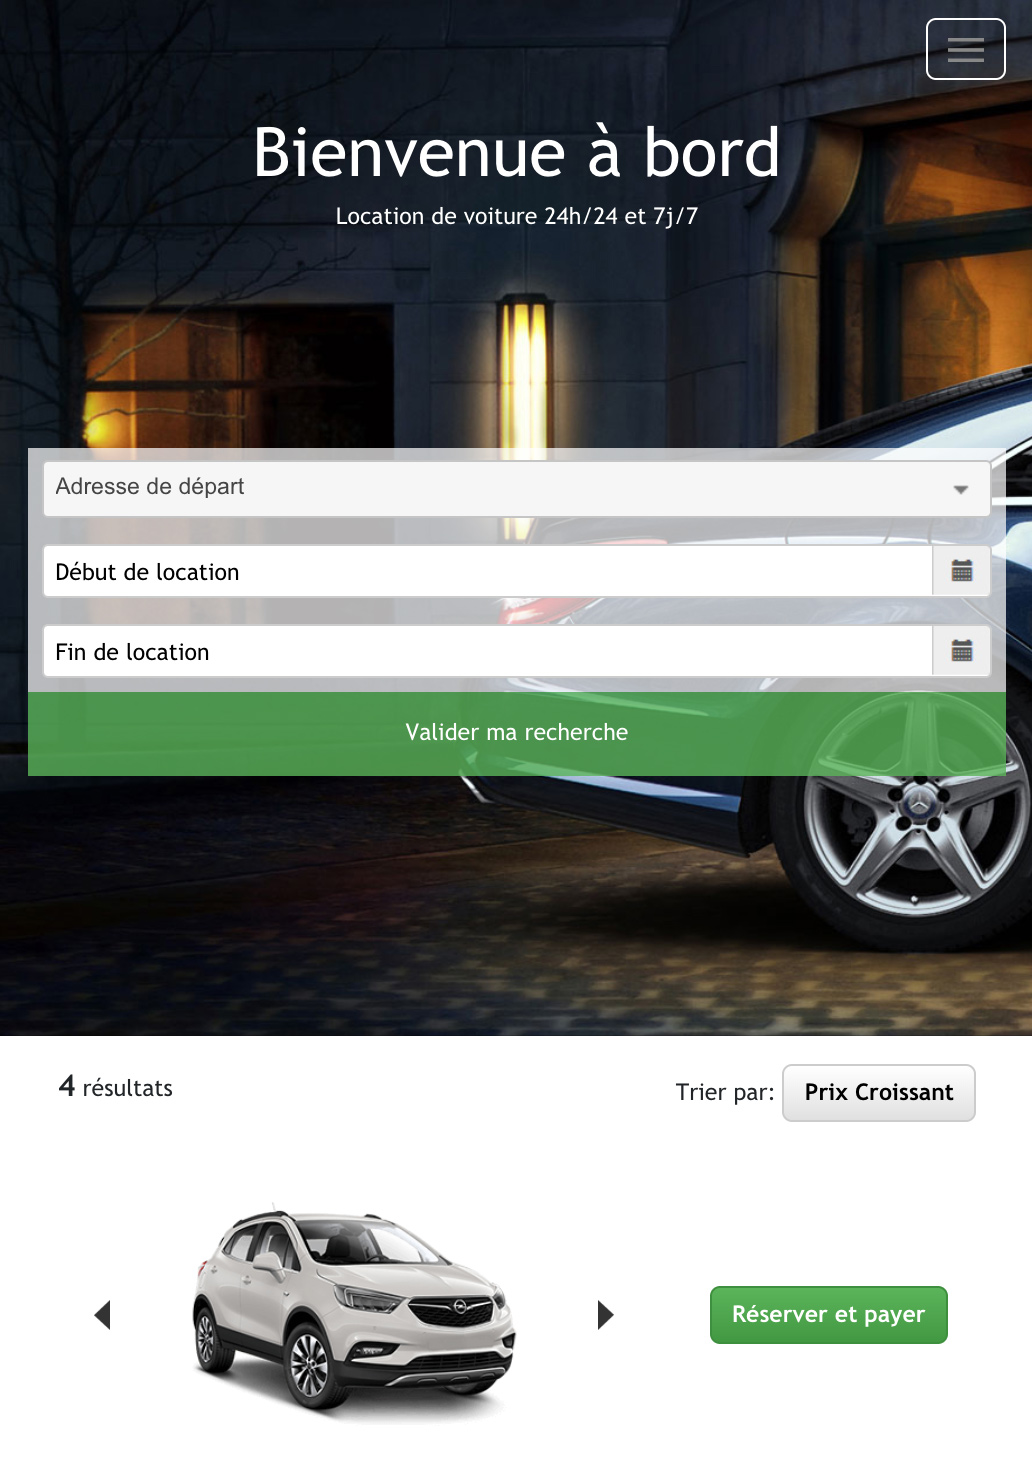 Bienvenue à bord
Location de voiture 24h/24 et 7j/7
Adresse de départ
Début de location
Fin de location
Valider ma recherche
4 résultats
Trier par: Prix Croissant
Réserver et payer